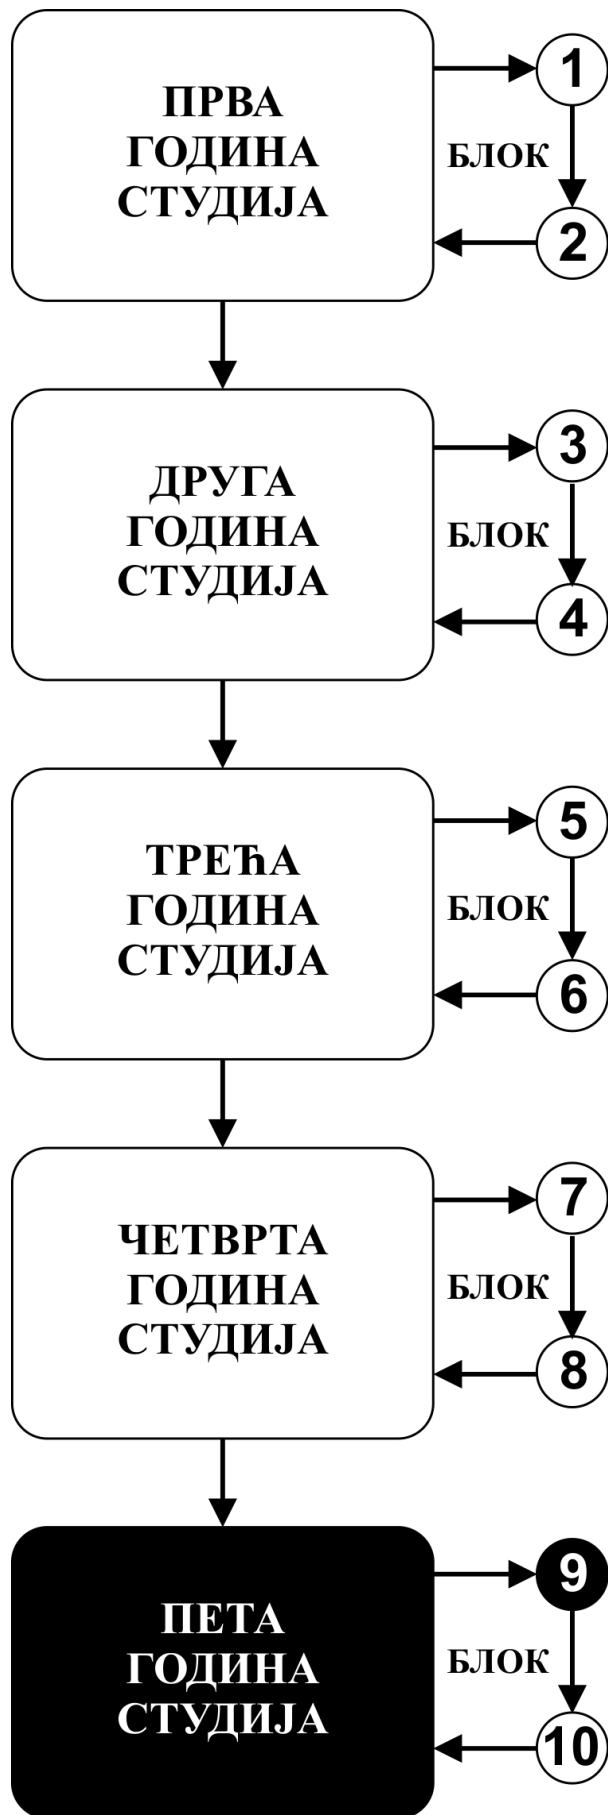 ПРВА
ГОДИНА
СТУДИЈА
1
БЛОК
2
ДРУГА
ГОДИНА
СТУДИЈА
3
БЛОК
4
ТРЕЋА
ГОДИНА
СТУДИЈА
5
БЛОК
6
ЧЕТВРТА
ГОДИНА
СТУДИЈА
7
БЛОК
8
ПЕТА
ГОДИНА
СТУДИЈА
9
БЛОК
10